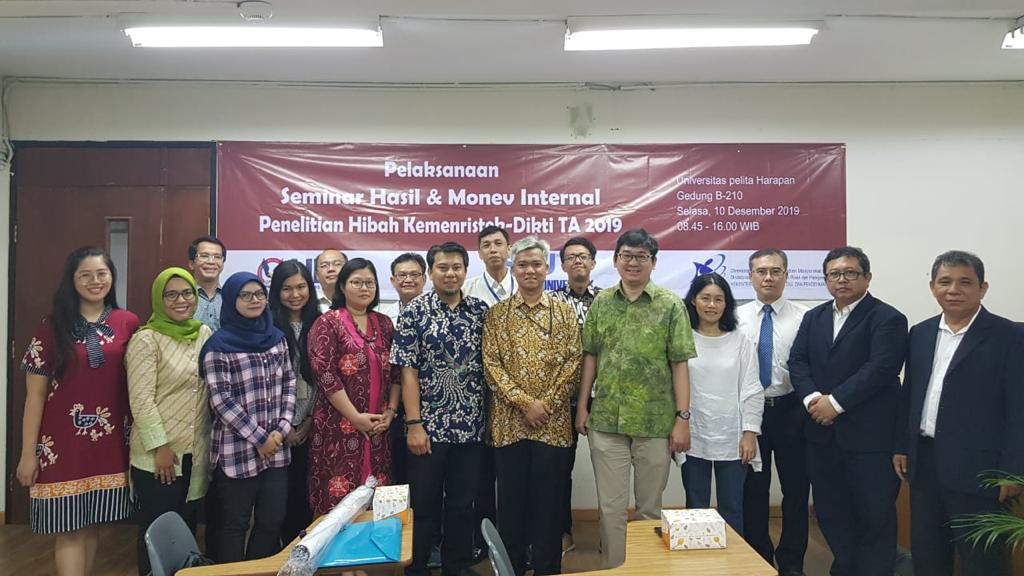 Pelaksanaan
Seminar Hasil & Monev Internal
Penelitian Hibah Kemenristek-Dikti TA 2019
Universitas pelita Harapan
Gedung B-210
Selasa, 10 Desember 2019
08.45 - 16.00 WIB